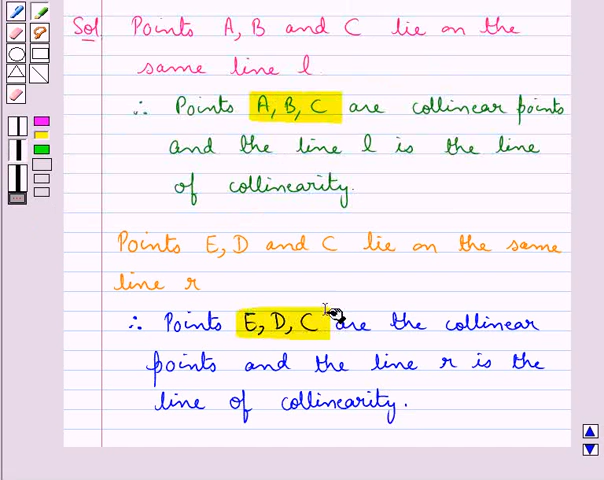 Sol Points A, B and C lie on the
same line l
∴ Points A, B, C are collinear points
and the line l is the line
of collinearity.
Points E, D and C lie on the same
line r
∴ Points E, D, C are the collinear
points and the line r is the
line of collinearity.